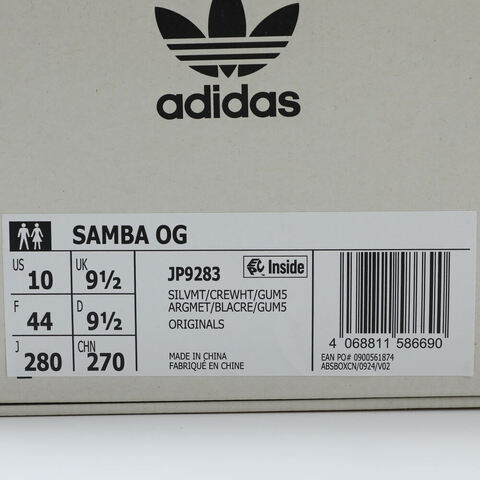 adidas
SAMBA OG
US 10 UK 9½
F 44 D 9½
J 280 CHN 270
JP9283 Inside
SILVMT/CREWHT/GUM5
ARGMET/BLACRE/GUM5
ORIGINALS
MADE IN CHINA
FABRIQUÉ EN CHINE
4 068811 586690
EAN PO# 0900561874
ABSBOXCN/0924/V02